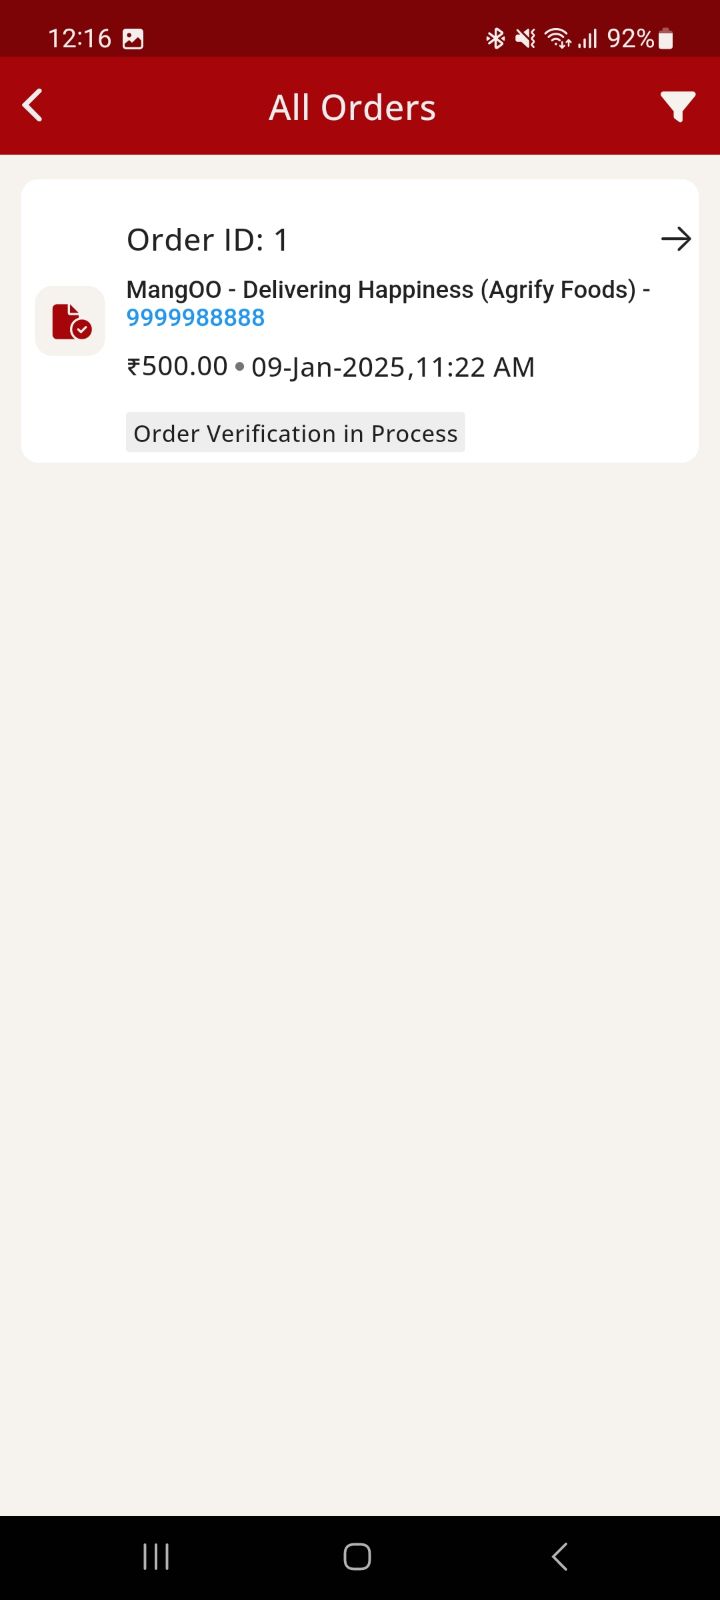 12:16 92%
All Orders
Order ID: 1
MangOO - Delivering Happiness (Agrify Foods) -
9999988888
₹500.00 • 09-Jan-2025,11:22 AM
Order Verification in Process